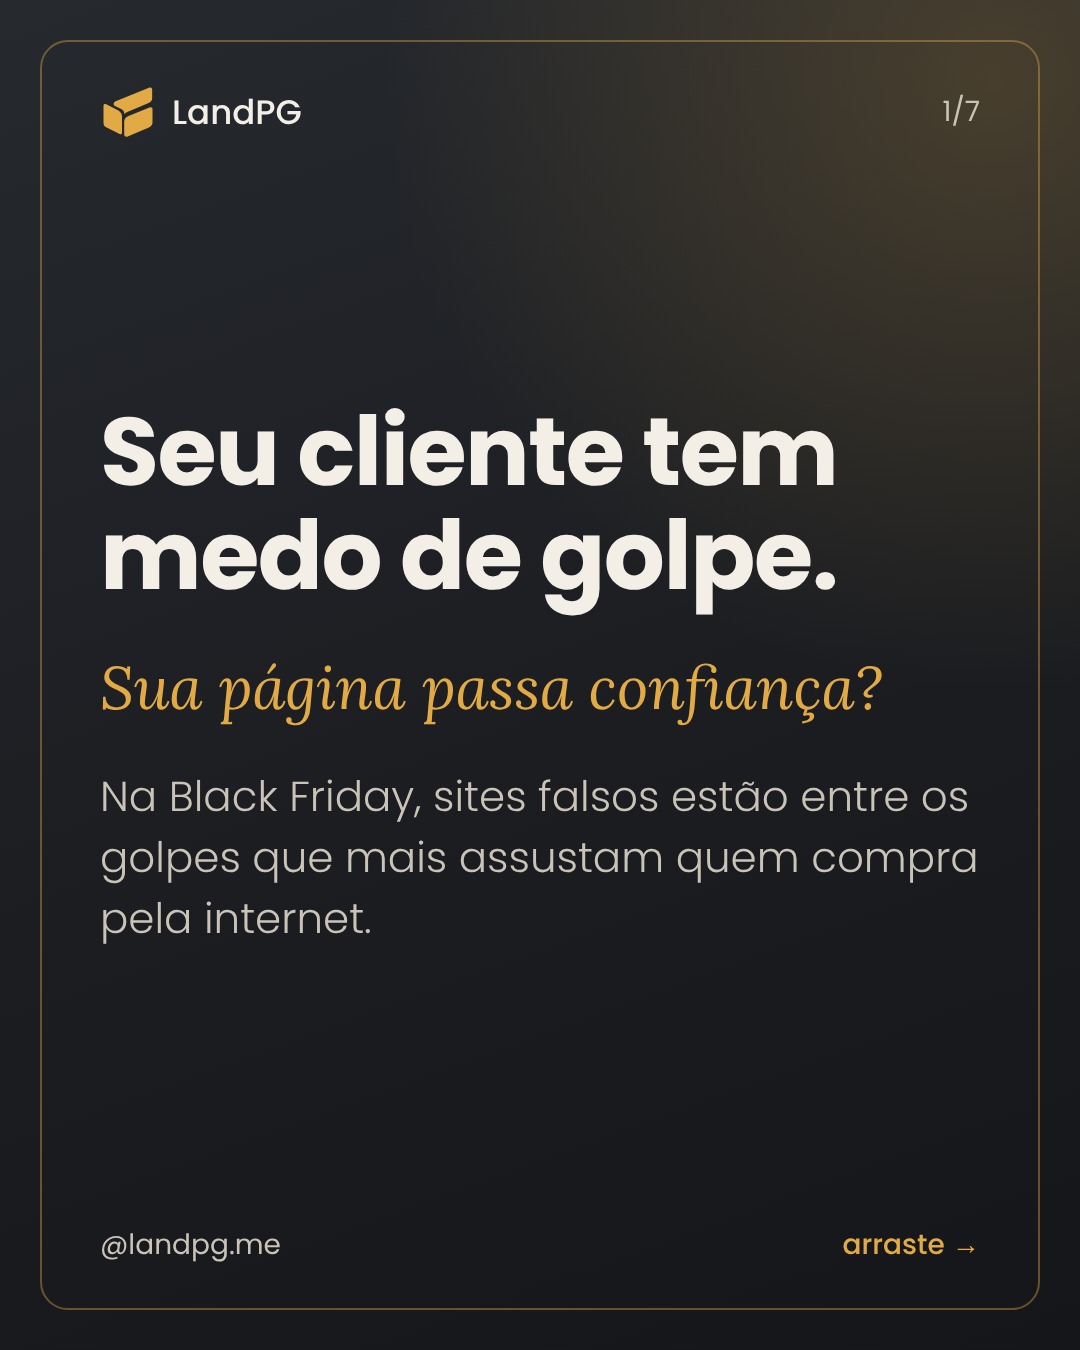 LandPG
1/7
Seu cliente tem
medo de golpe.
Sua página passa confiança?
Na Black Friday, sites falsos estão entre os
golpes que mais assustam quem compra
pela internet.
@landpg.me
arraste →